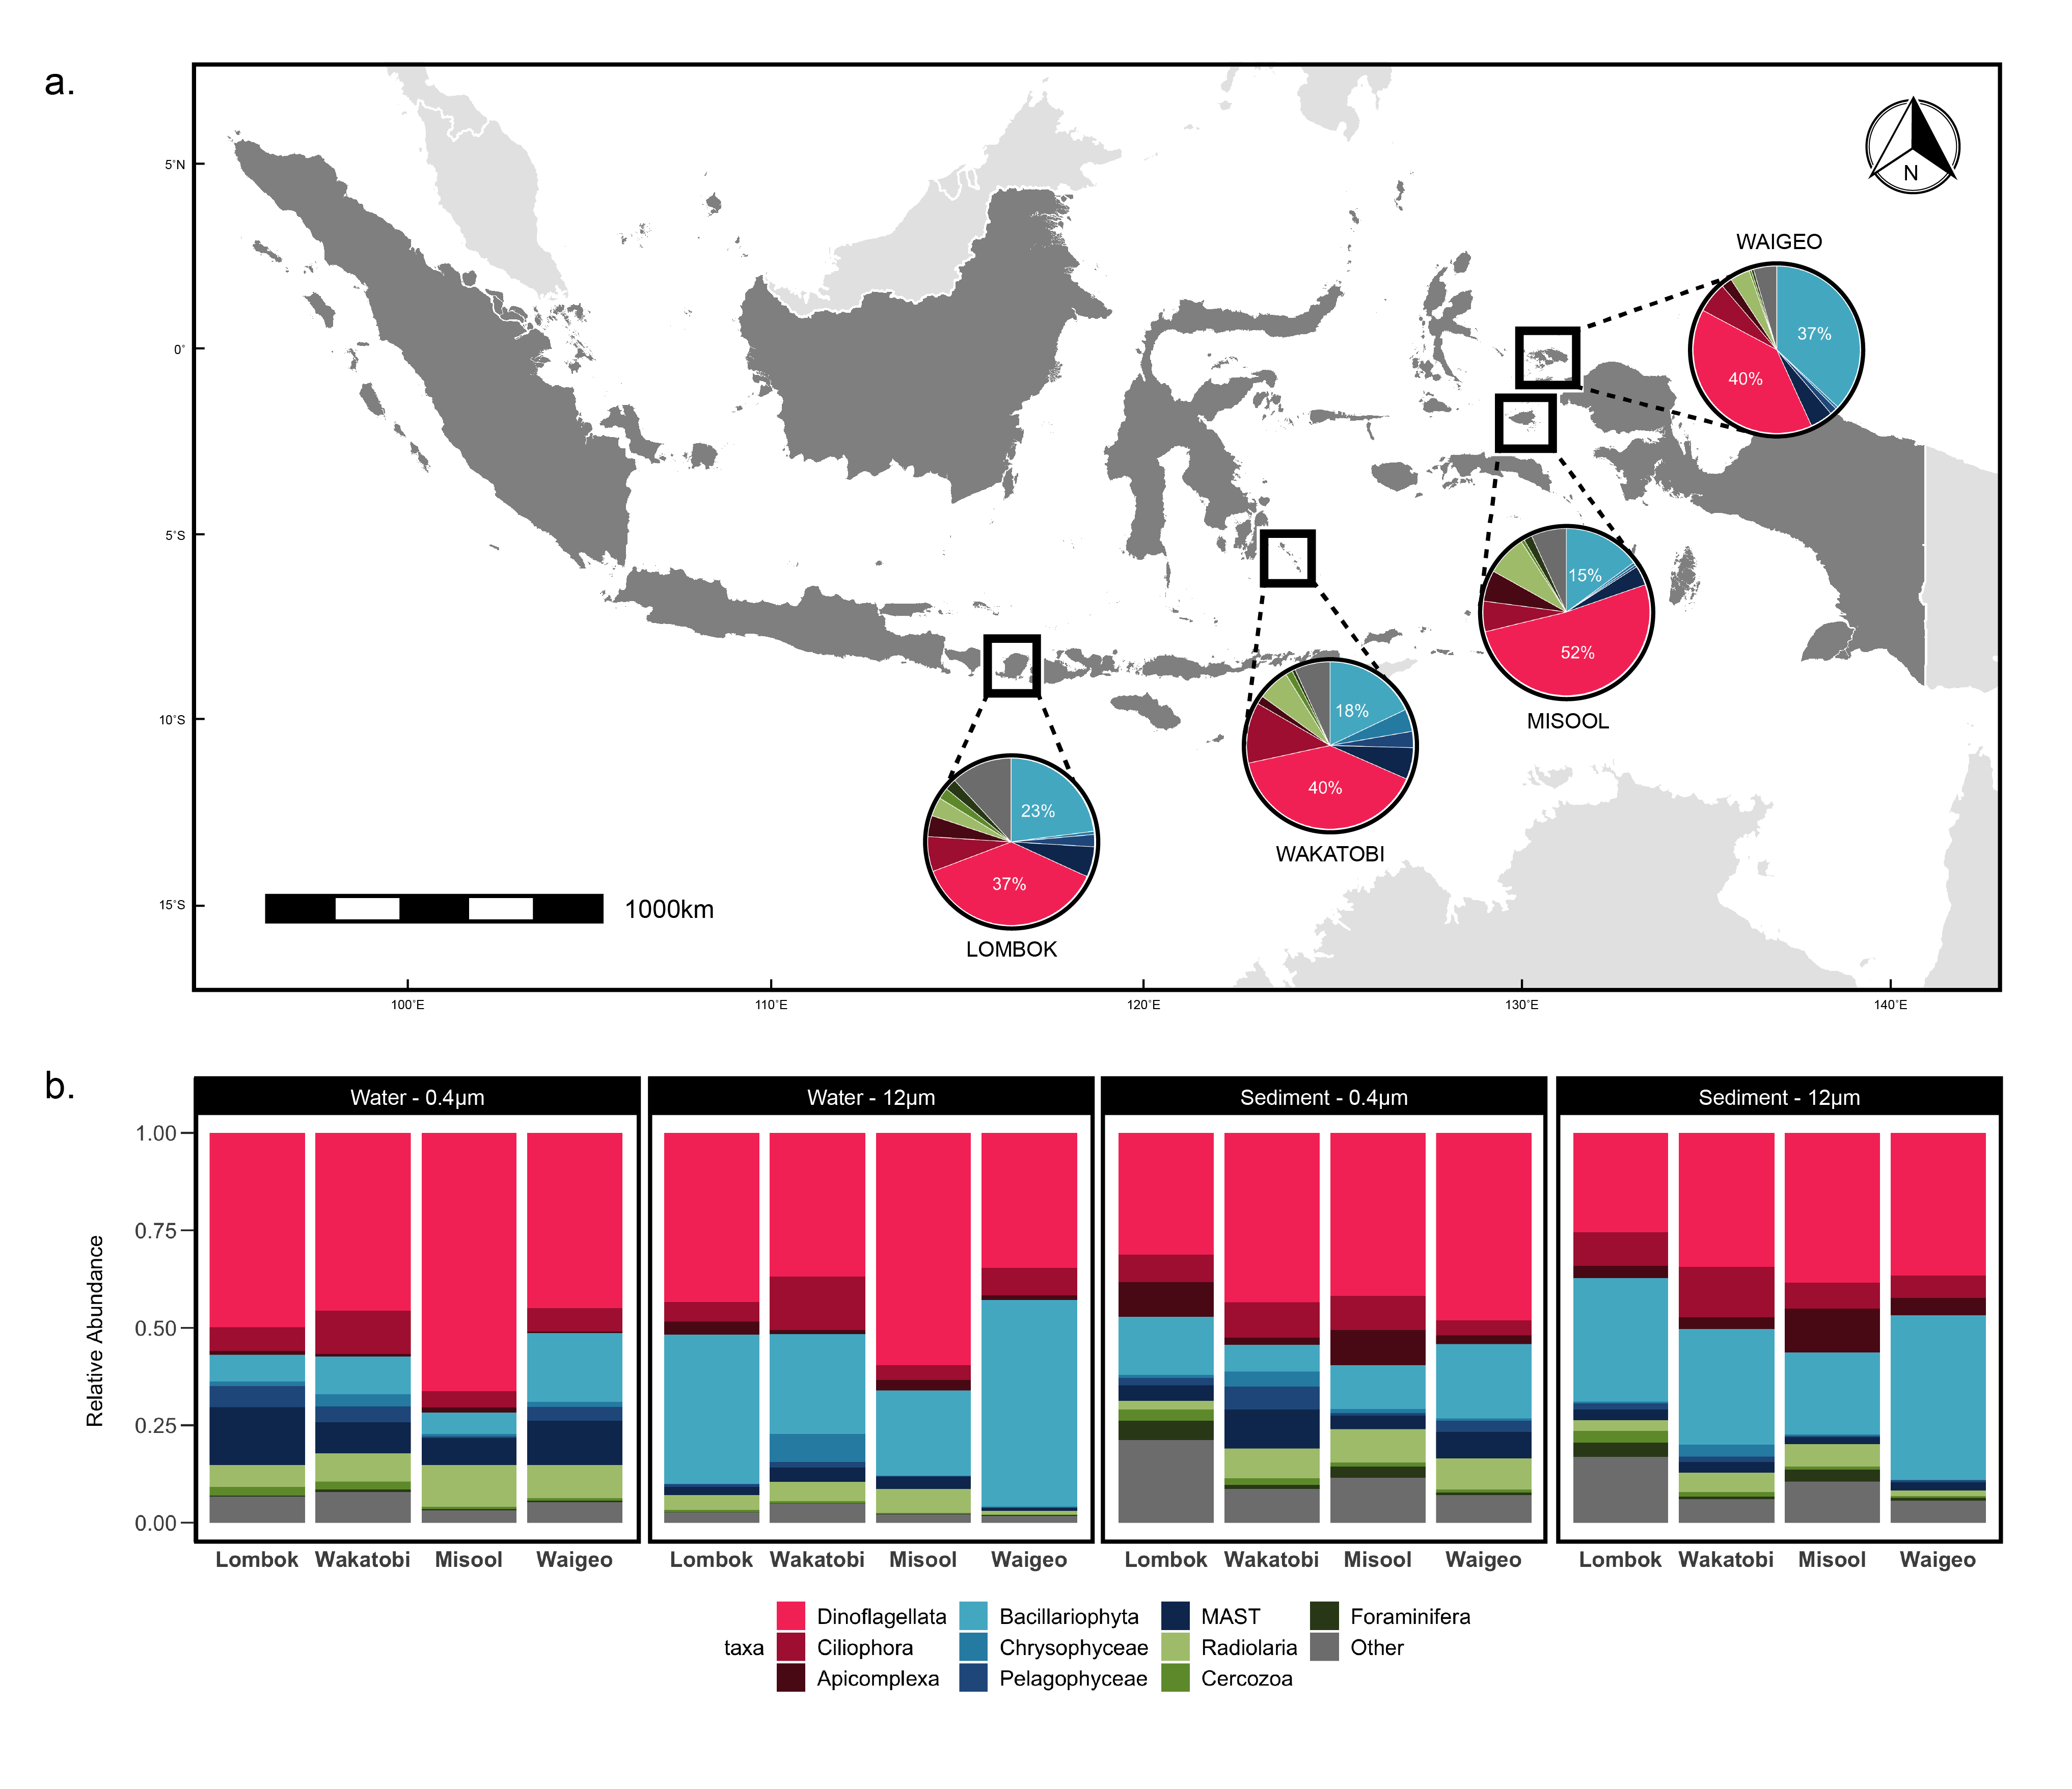 a.
5°N
0°
5°S
10°S
15°S
100°E
110°E
120°E
130°E
140°E
N
WAIGEO
37%
40%
15%
52%
MISOOL
18%
40%
WAKATOBI
23%
37%
LOMBOK
1000km
b.
Water - 0.4µm
Water - 12µm
Sediment - 0.4µm
Sediment - 12µm
Relative Abundance
1.00
0.75
0.50
0.25
0.00
Lombok Wakatobi Misool Waigeo
Lombok Wakatobi Misool Waigeo
Lombok Wakatobi Misool Waigeo
Lombok Wakatobi Misool Waigeo
taxa
Dinoflagellata
Ciliophora
Apicomplexa
Bacillariophyta
Chrysophyceae
Pelagophyceae
MAST
Radiolaria
Cercozoa
Foraminifera
Other